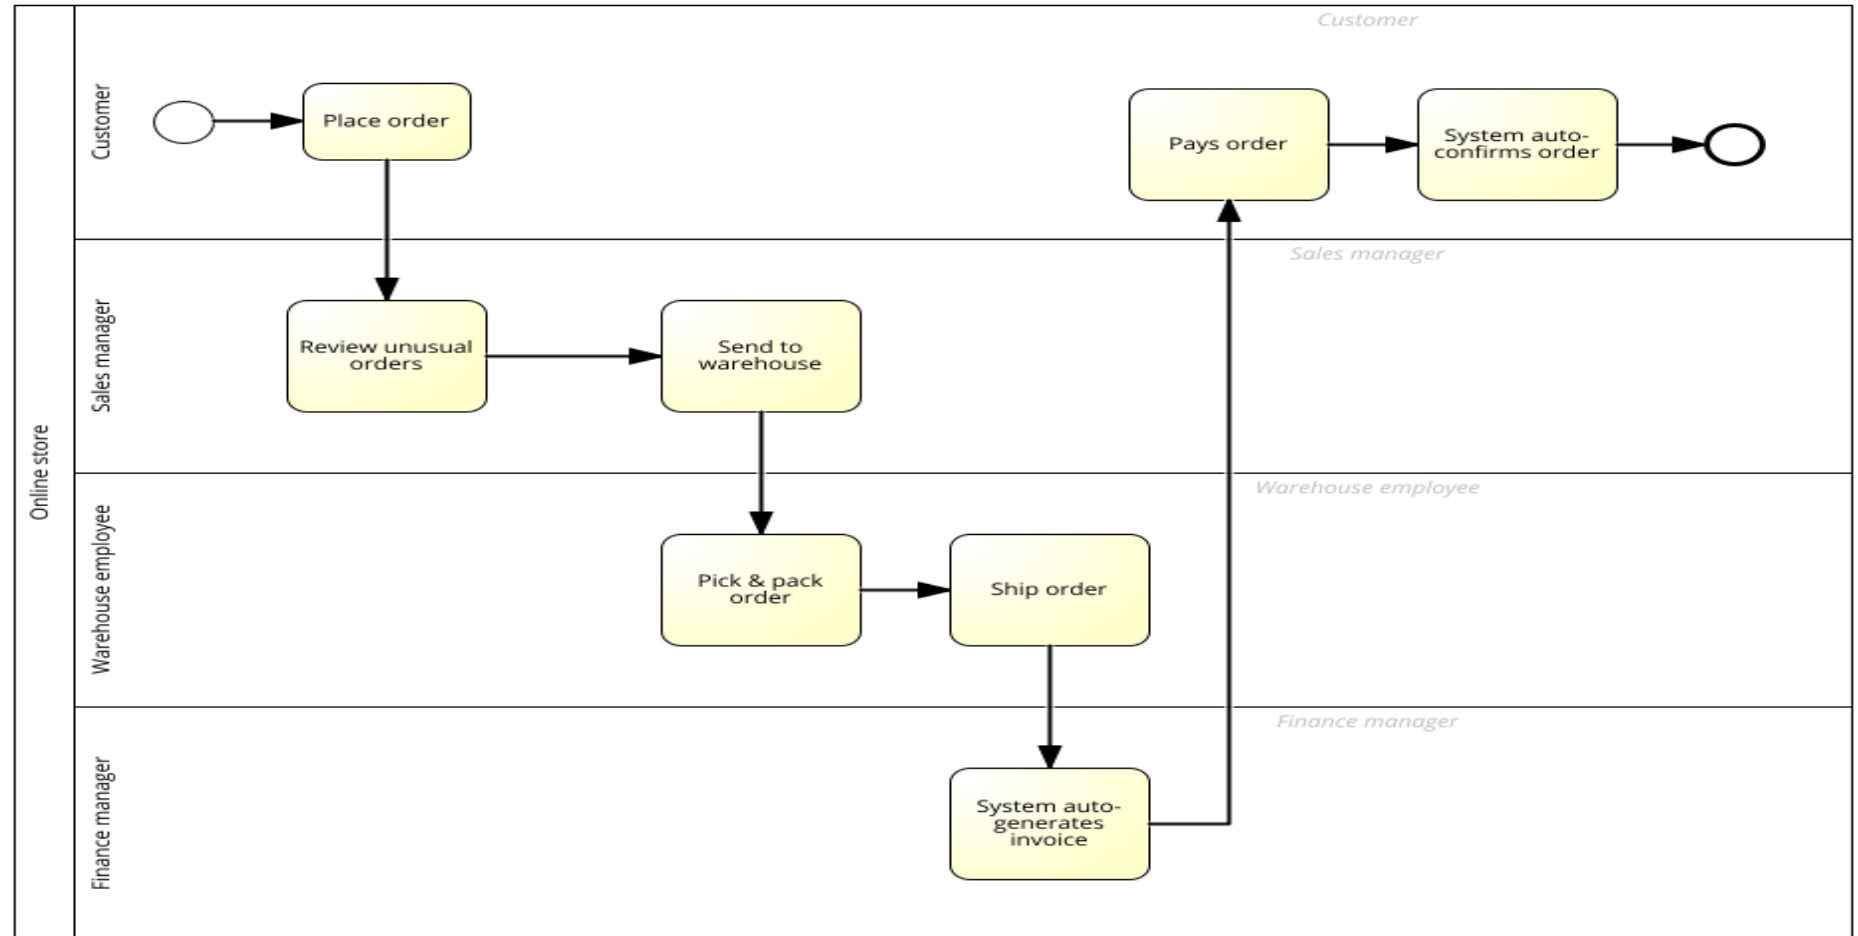 Online store
Customer
Customer
Place order
Pays order
System auto-
confirms order
Sales manager
Sales manager
Review unusual
orders
Send to
warehouse
Warehouse employee
Warehouse employee
Pick & pack
order
Ship order
Finance manager
Finance manager
System auto-
generates
invoice